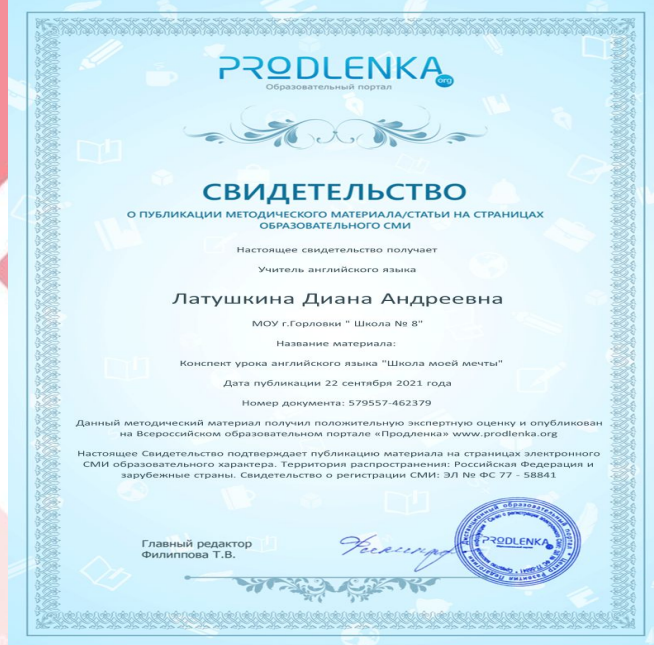 PRODLENKA.org
Образовательный портал
СВИДЕТЕЛЬСТВО
О ПУБЛИКАЦИИ МЕТОДИЧЕСКОГО МАТЕРИАЛА/СТАТЬИ НА СТРАНИЦАХ
ОБРАЗОВАТЕЛЬНОГО СМИ
Настоящее свидетельство получает
Учитель английского языка
Латушкина Диана Андреевна
МОУ г.Горловки " Школа № 8"
Название материала:
Конспект урока английского языка "Школа моей мечты"
Дата публикации 22 сентября 2021 года
Номер документа: 579557-462379
Данный методический материал получил положительную экспертную оценку и опубликован
на Всероссийском образовательном портале «Продленка» www.prodlenka.org
Настоящее Свидетельство подтверждает публикацию материала на страницах электронного
СМИ образовательного характера. Территория распространения: Российская Федерация и
зарубежные страны. Свидетельство о регистрации СМИ: ЭЛ № ФС 77 - 58841
Главный редактор
Филиппова Т.В.
PRODLENKA